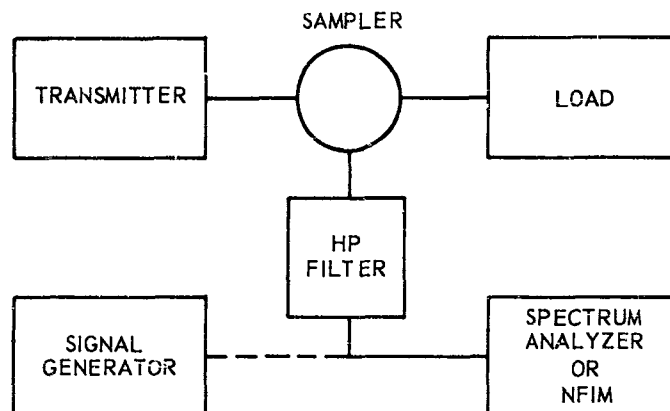 SAMPLER
TRANSMITTER
LOAD
HP
FILTER
SIGNAL
GENERATOR
SPECTRUM
ANALYZER
OR
NFIM